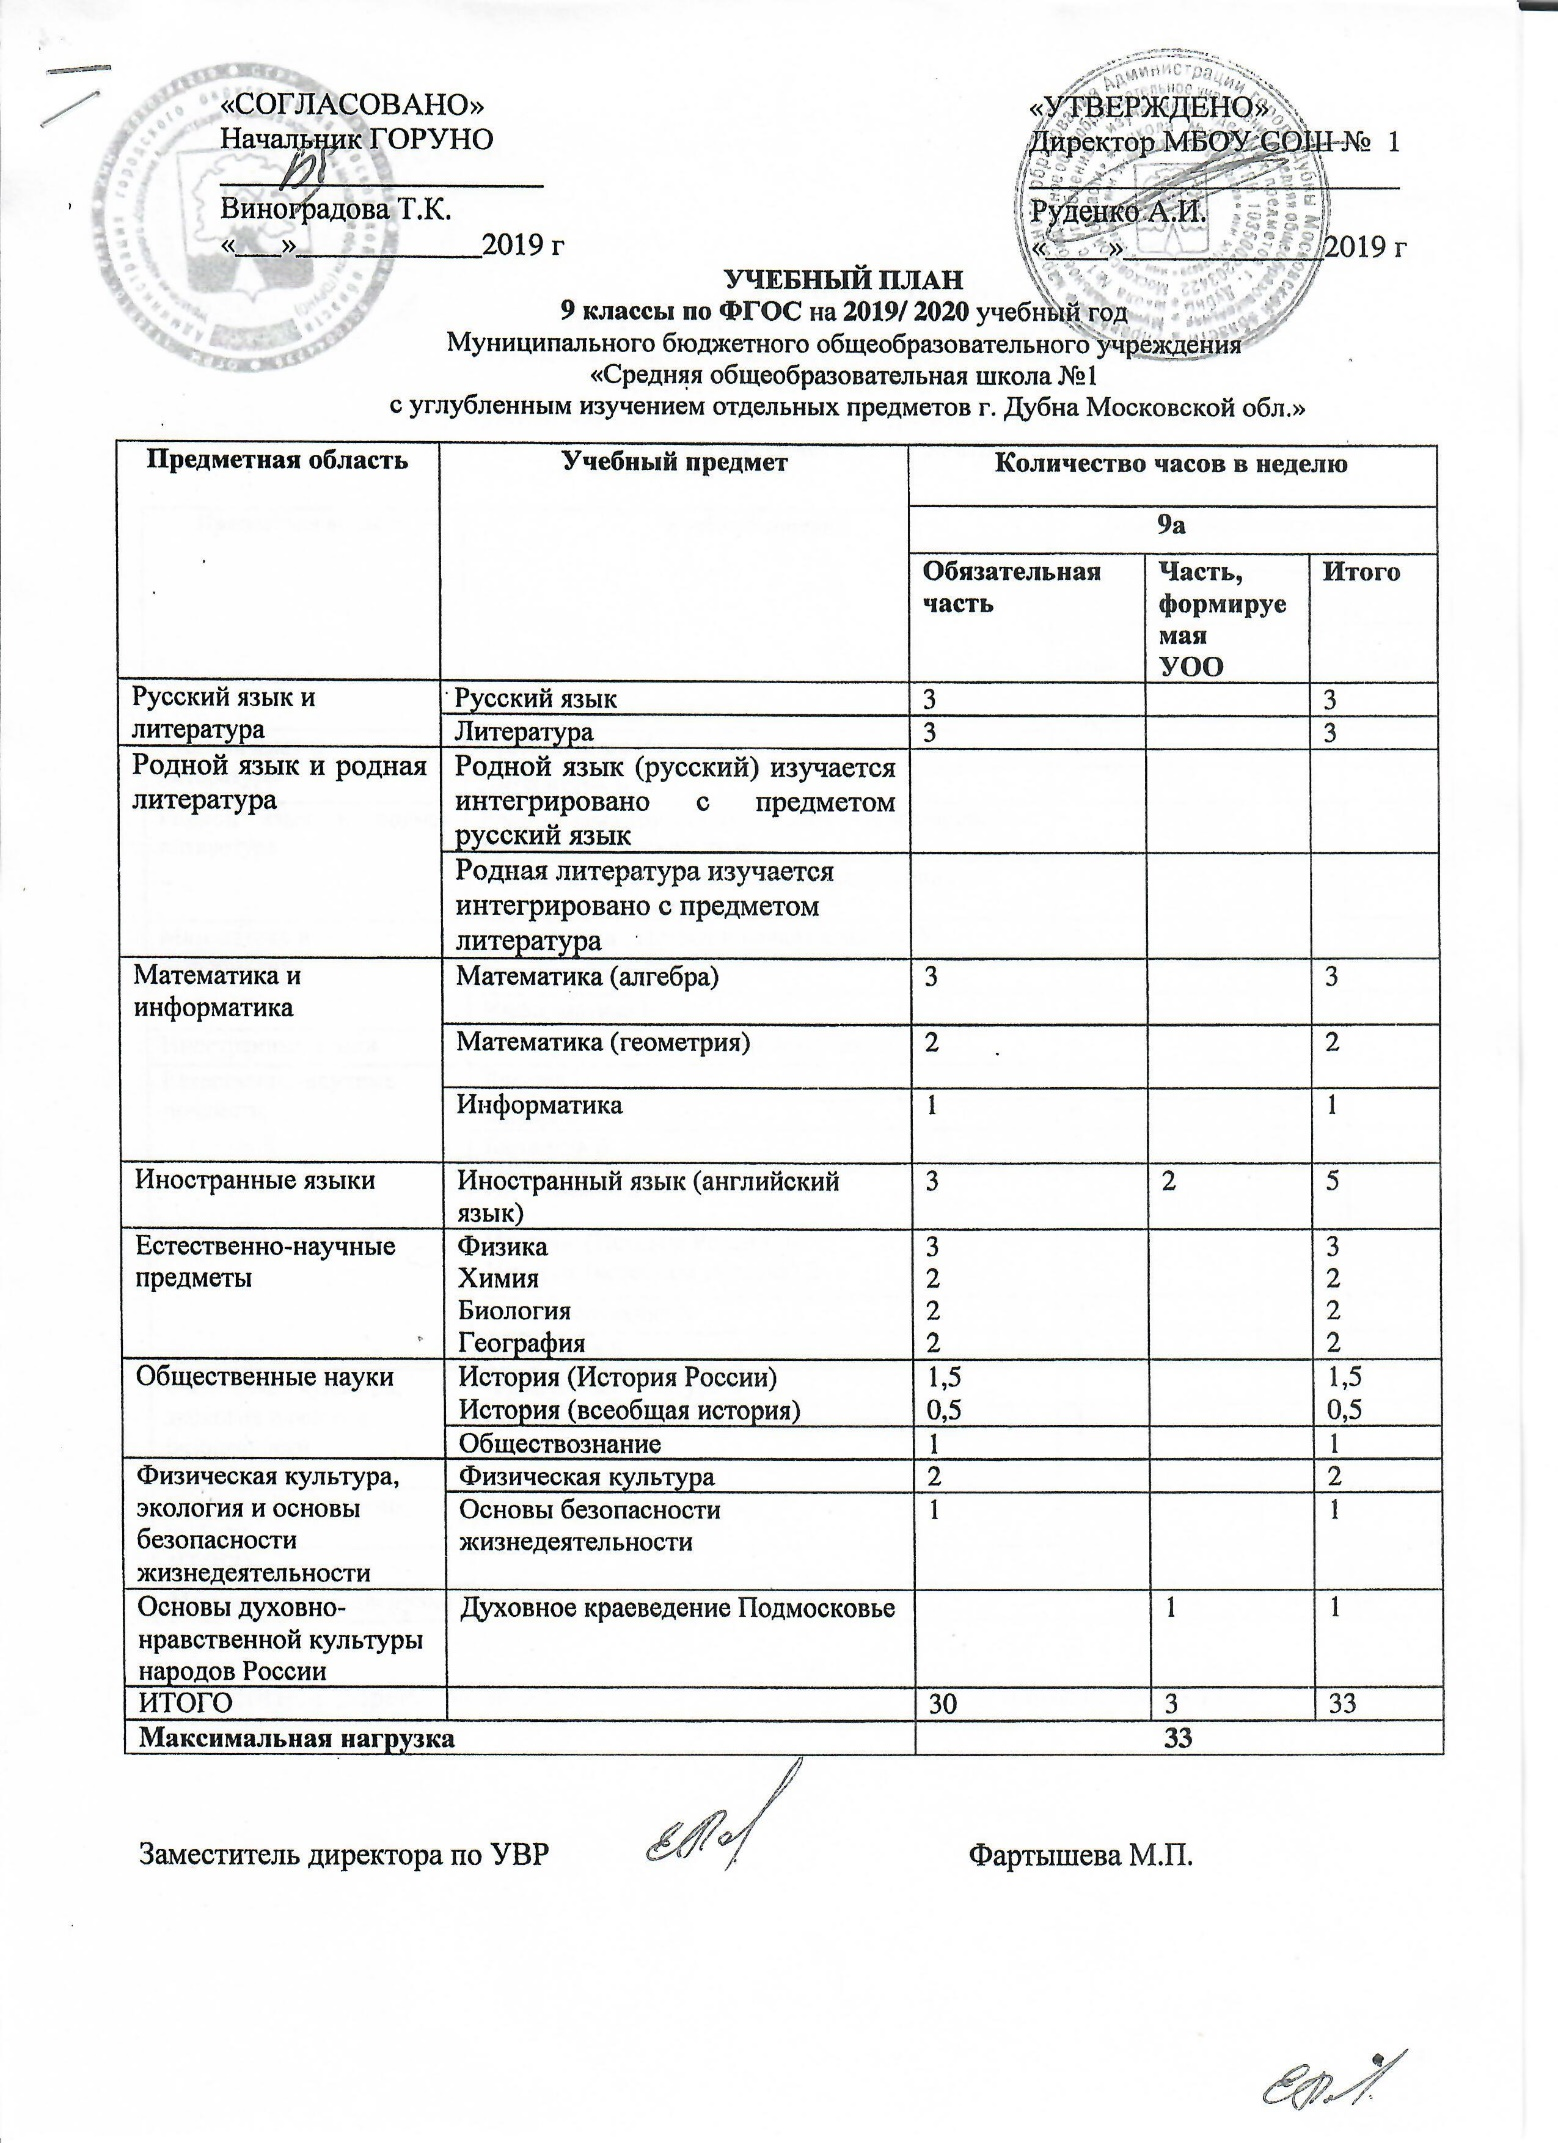 «СОГЛАСОВАНО»
Начальник ГОРУНО
Виноградова Т.К.
«___»____________2019 г
«УТВЕРЖДЕНО»
Директор МБОУ СОШ № 1
Руденко А.И.
«____»_____________2019 г
УЧЕБНЫЙ ПЛАН
9 классы по ФГОС на 2019/ 2020 учебный год
Муниципального бюджетного общеобразовательного учреждения
«Средняя общеобразовательная школа №1
с углубленным изучением отдельных предметов г. Дубна Московской обл.»
Предметная область Учебный предмет Количество часов в неделю
9а
Обязательная часть Часть, формируе мая УОО Итого
Русский язык и литература Русский язык 3 3
Литература 3 3
Родной язык и родная литература Родной язык (русский) изучается интегрировано с предметом русский язык
Родная литература изучается интегрировано с предметом литература
Математика и информатика Математика (алгебра) 3 3
Математика (геометрия) 2 2
Информатика 1 1
Иностранные языки Иностранный язык (английский язык) 3 2 5
Естественно-научные предметы Физика 3 3
Химия 2 2
Биология 2 2
География 2 2
Общественные науки История (История России) 1,5 1,5
История (всеобщая история) 0,5 0,5
Обществознание 1 1
Физическая культура, экология и основы безопасности жизнедеятельности Физическая культура 2 2
Основы безопасности жизнедеятельности 1 1
Основы духовно-нравственной культуры народов России Духовное краеведение Подмосковье 1 1
ИТОГО 30 3 33
Максимальная нагрузка 33
Заместитель директора по УВР Фартышева М.П.